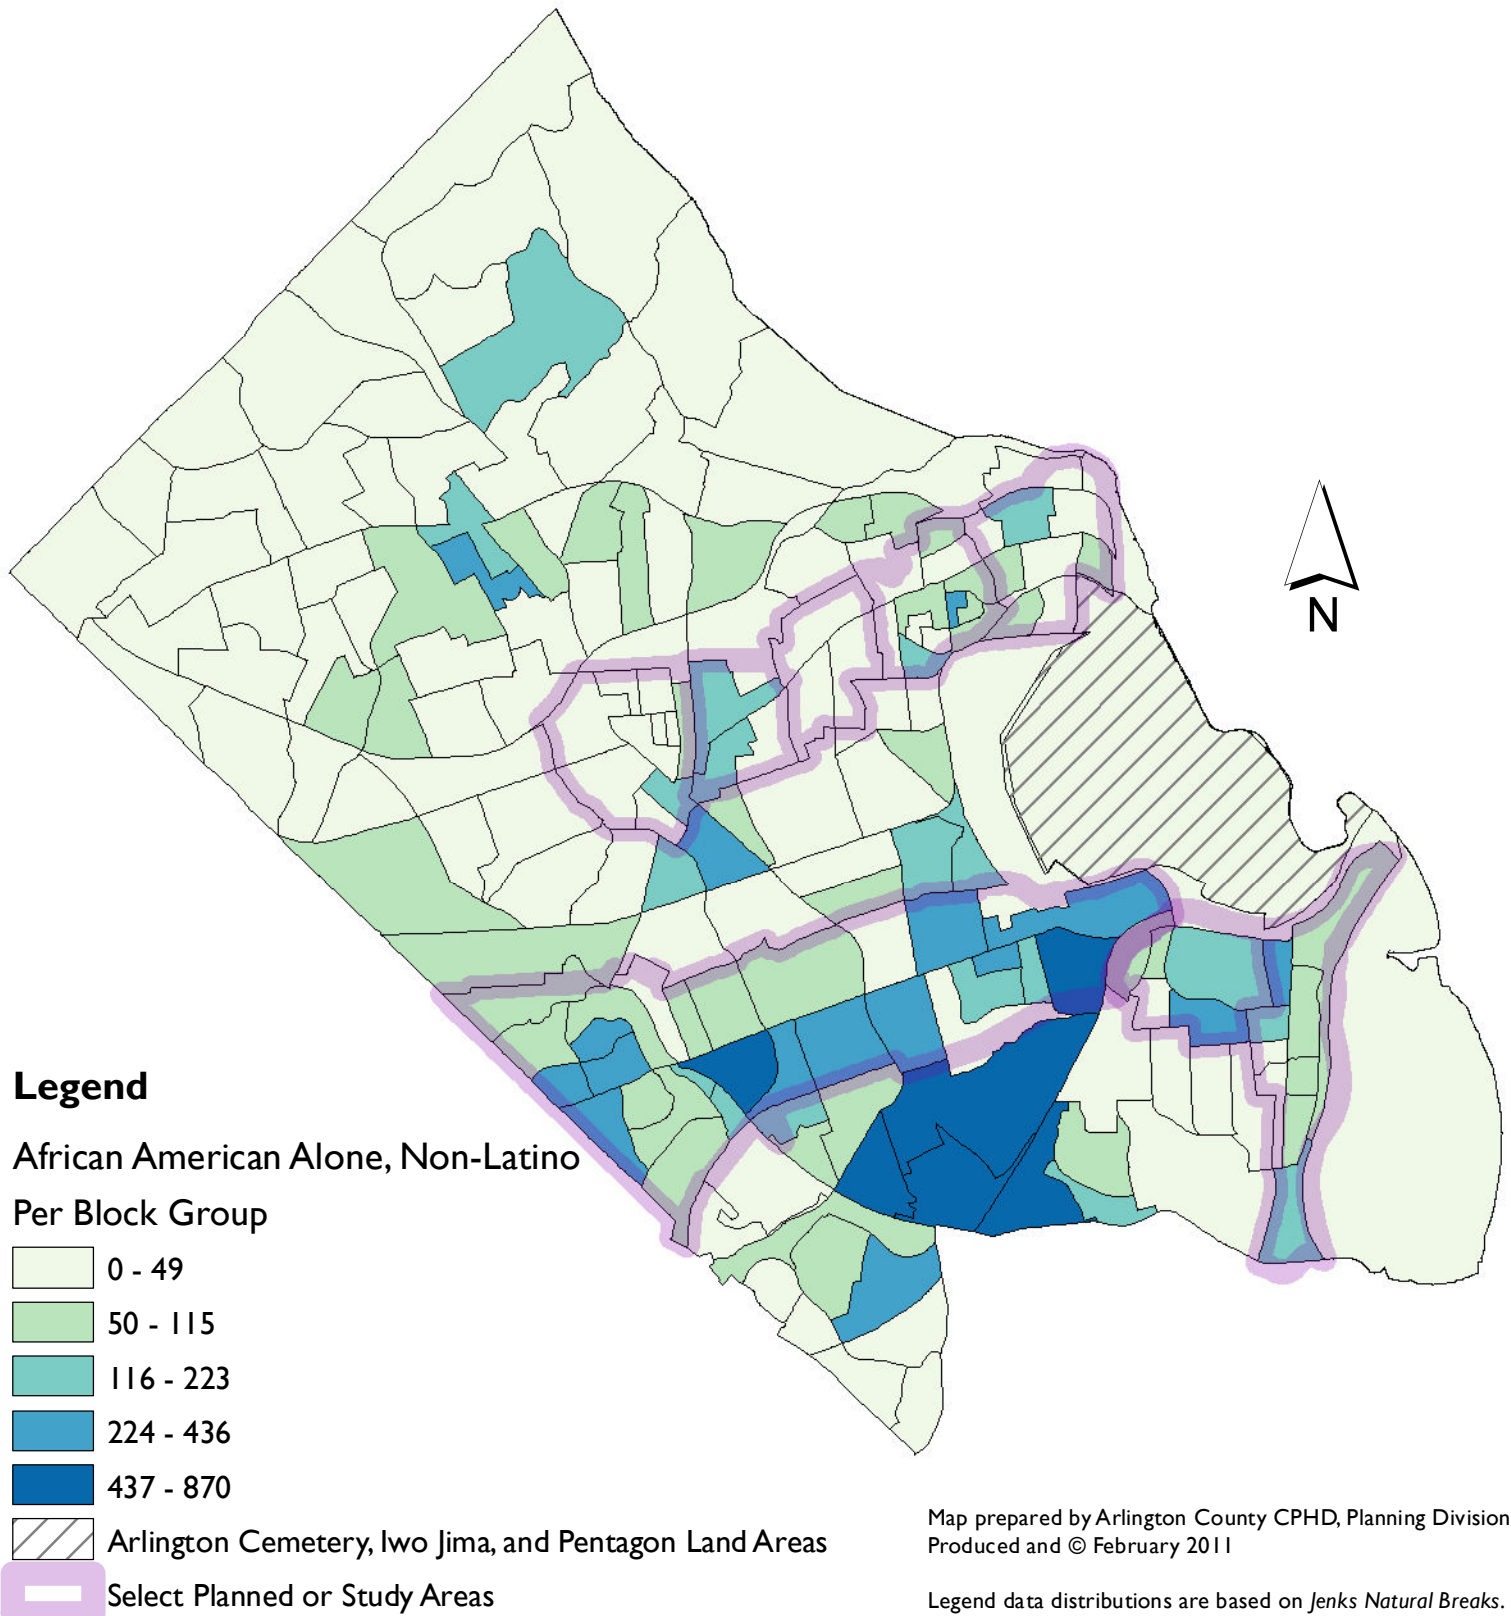 N
Legend
African American Alone, Non-Latino
Per Block Group
0 - 49
50 - 115
116 - 223
224 - 436
437 - 870
Arlington Cemetery, Iwo Jima, and Pentagon Land Areas
Select Planned or Study Areas
Map prepared by Arlington County CPHD, Planning Division
Produced and © February 2011
Legend data distributions are based on Jenks Natural Breaks.